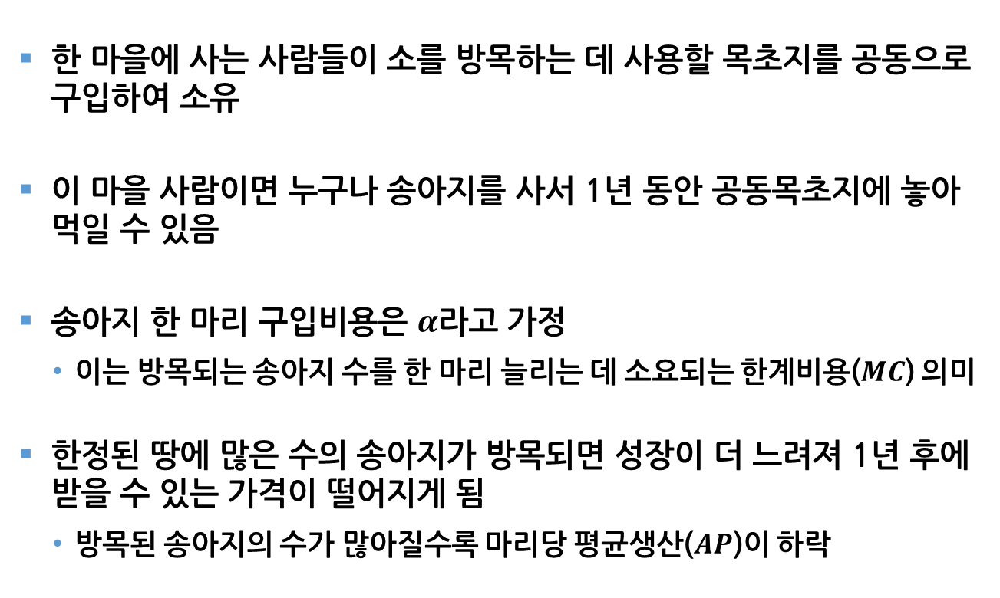 ▪ 한 마을에 사는 사람들이 소를 방목하는 데 사용할 목초지를 공동으로
구입하여 소유
▪ 이 마을 사람이면 누구나 송아지를 사서 1년 동안 공동목초지에 놓아
먹일 수 있음
▪ 송아지 한 마리 구입비용은 α라고 가정
• 이는 방목되는 송아지 수를 한 마리 늘리는 데 소요되는 한계비용(MC) 의미
▪ 한정된 땅에 많은 수의 송아지가 방목되면 성장이 더 느려져 1년 후에
받을 수 있는 가격이 떨어지게 됨
• 방목된 송아지의 수가 많아질수록 마리당 평균생산(AP)이 하락